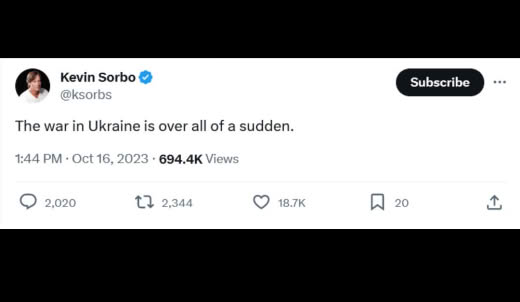 Kevin Sorbo
@ksorbs
Subscribe
The war in Ukraine is over all of a sudden.
1:44 PM · Oct 16, 2023 · 694.4K Views
2,020 2,344 18.7K 20